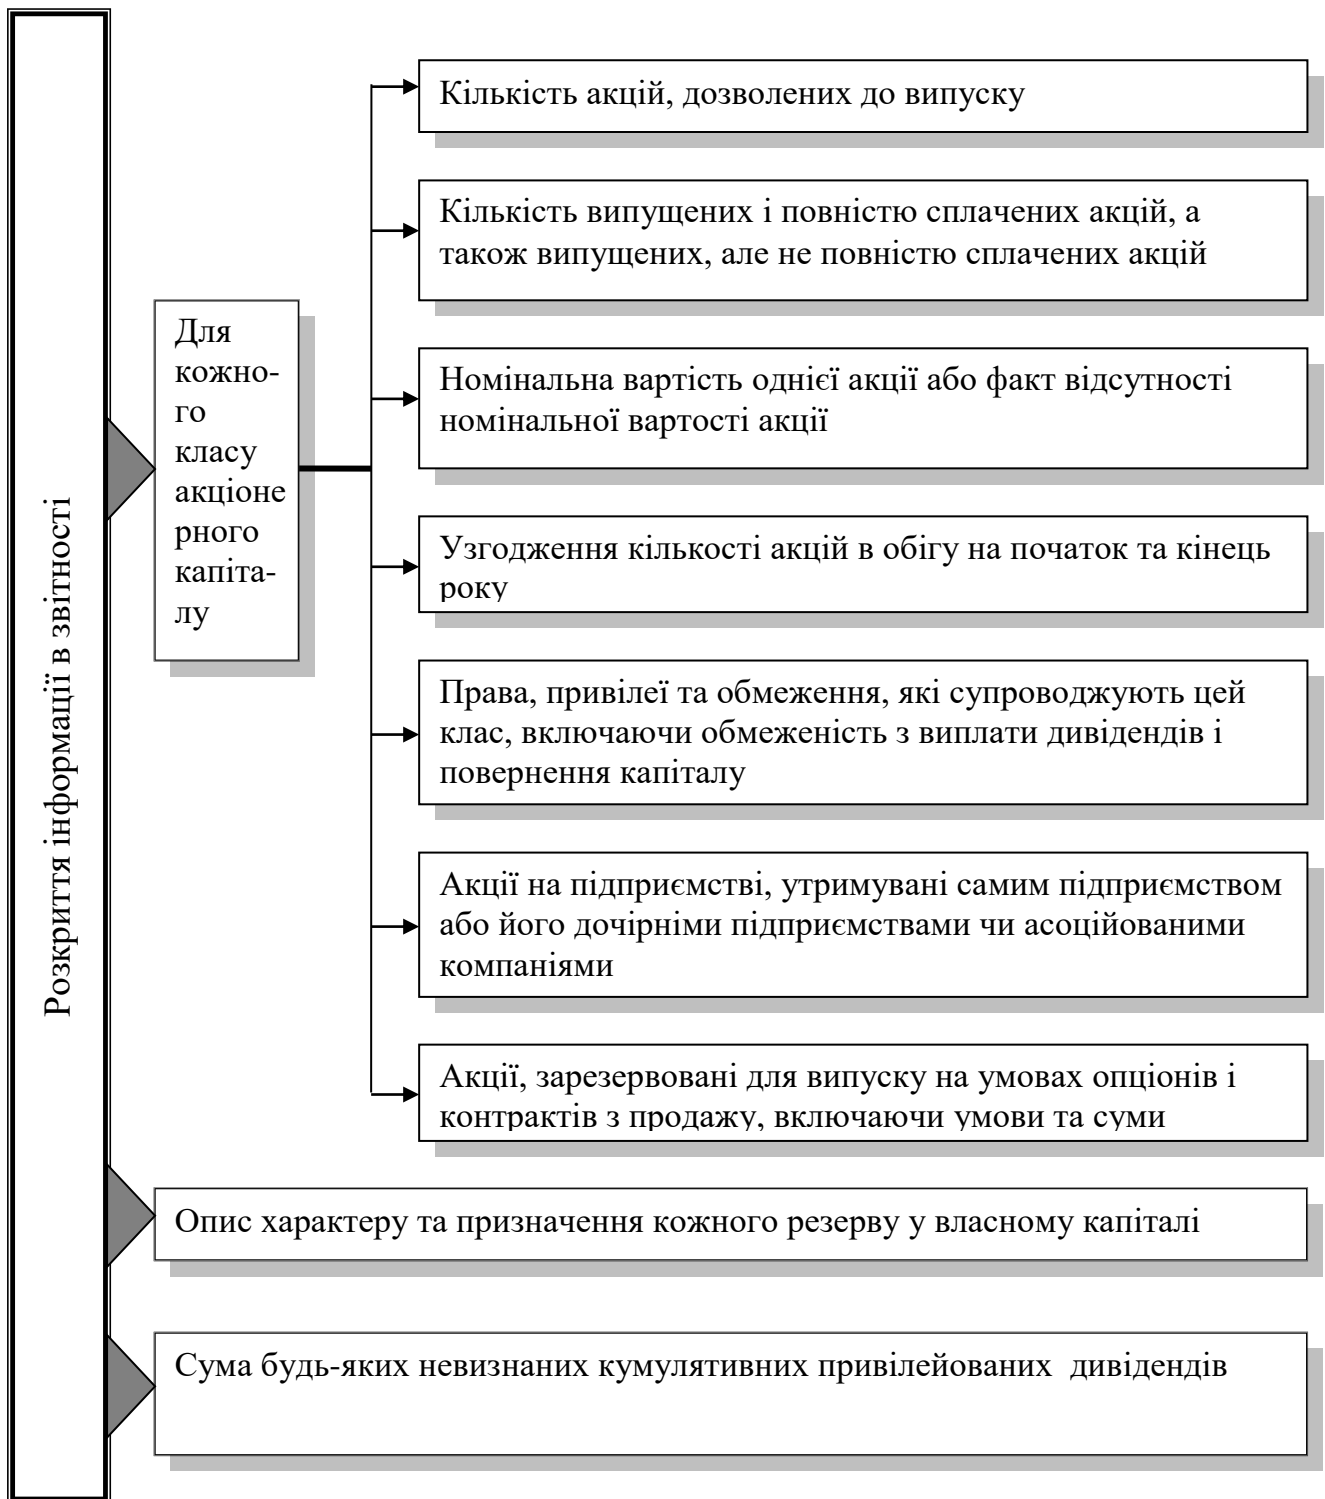 Розкриття інформації в звітності
Для
кожно-
го
класу
акціоне
рного
капіта-
лу
Кількість акцій, дозволених до випуску
Кількість випущених і повністю сплачених акцій, а
також випущених, але не повністю сплачених акцій
Номінальна вартість однієї акції або факт відсутності
номінальної вартості акції
Узгодження кількості акцій в обігу на початок та кінець
року
Права, привілеї та обмеження, які супроводжують цей
клас, включаючи обмеженість з виплати дивідендів і
повернення капіталу
Акції на підприємстві, утримувані самим підприємством
або його дочірніми підприємствами чи асоційованими
компаніями
Акції, зарезервовані для випуску на умовах опціонів і
контрактів з продажу, включаючи умови та суми
Опис характеру та призначення кожного резерву у власному капіталі
Сума будь-яких невизнаних кумулятивних привілейованих  дивідендів